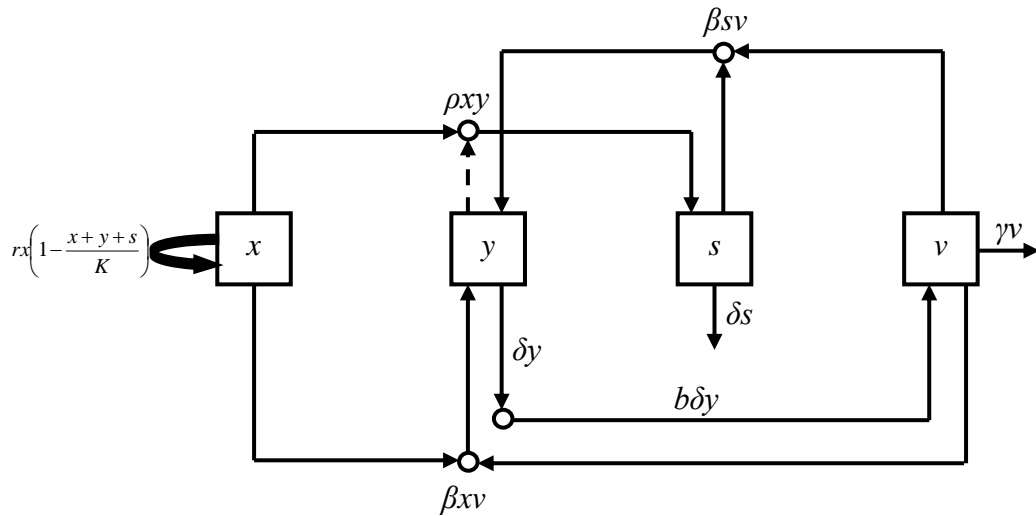 βsv
ρxy
rx(1 − (x + y + s)/K)
x
y
s
v
γv
δs
δy
bδy
βxv